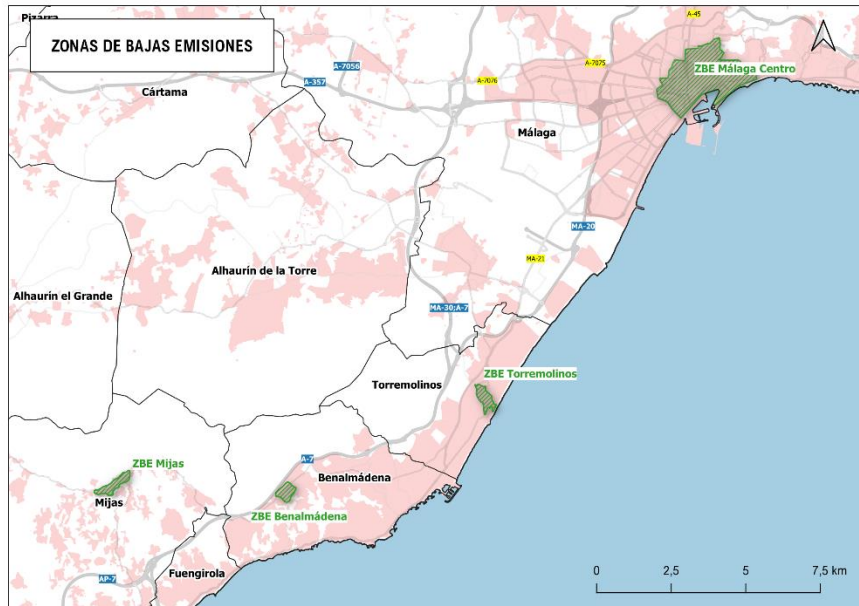 Pizarra
ZONAS DE BAJAS EMISIONES
A-45
A-7056
A-357
A-7076
A-7075
ZBE Málaga Centro
Cártama
Málaga
MA-20
MA-21
Alhaurín de la Torre
Alhaurín el Grande
MA-30;A-7
ZBE Torremolinos
Torremolinos
A-7
ZBE Mijas
Benalmádena
Mijas
ZBE Benalmádena
Fuengirola
AP-7
0 2,5 5 7,5 km